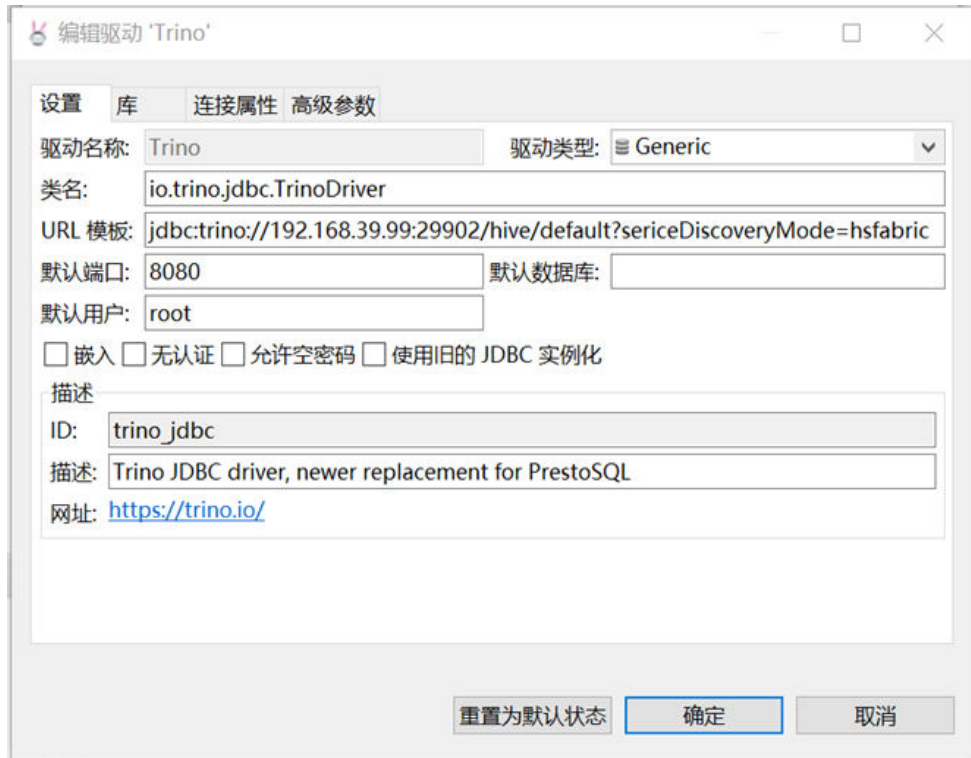 编辑驱动 'Trino'
设置 库 连接属性 高级参数
驱动名称: Trino 驱动类型: Generic
类名: io.trino.jdbc.TrinoDriver
URL 模板: jdbc:trino://192.168.39.99:29902/hive/default?sericeDiscoveryMode=hsfabric
默认端口: 8080 默认数据库:
默认用户: root
嵌入 无认证 允许空密码 使用旧的 JDBC 实例化
描述
ID: trino_jdbc
描述: Trino JDBC driver, newer replacement for PrestoSQL
网址: https://trino.io/
重置为默认状态 确定 取消